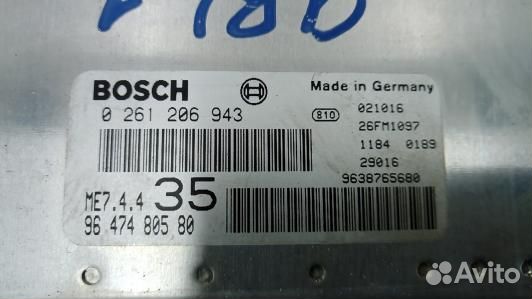 BOSCH
Made in Germany
0 261 206 943
810
021016
26FM1097
1184 0189
29016
9638765680
ME7.4.4 35
96 474 805 80
Avito